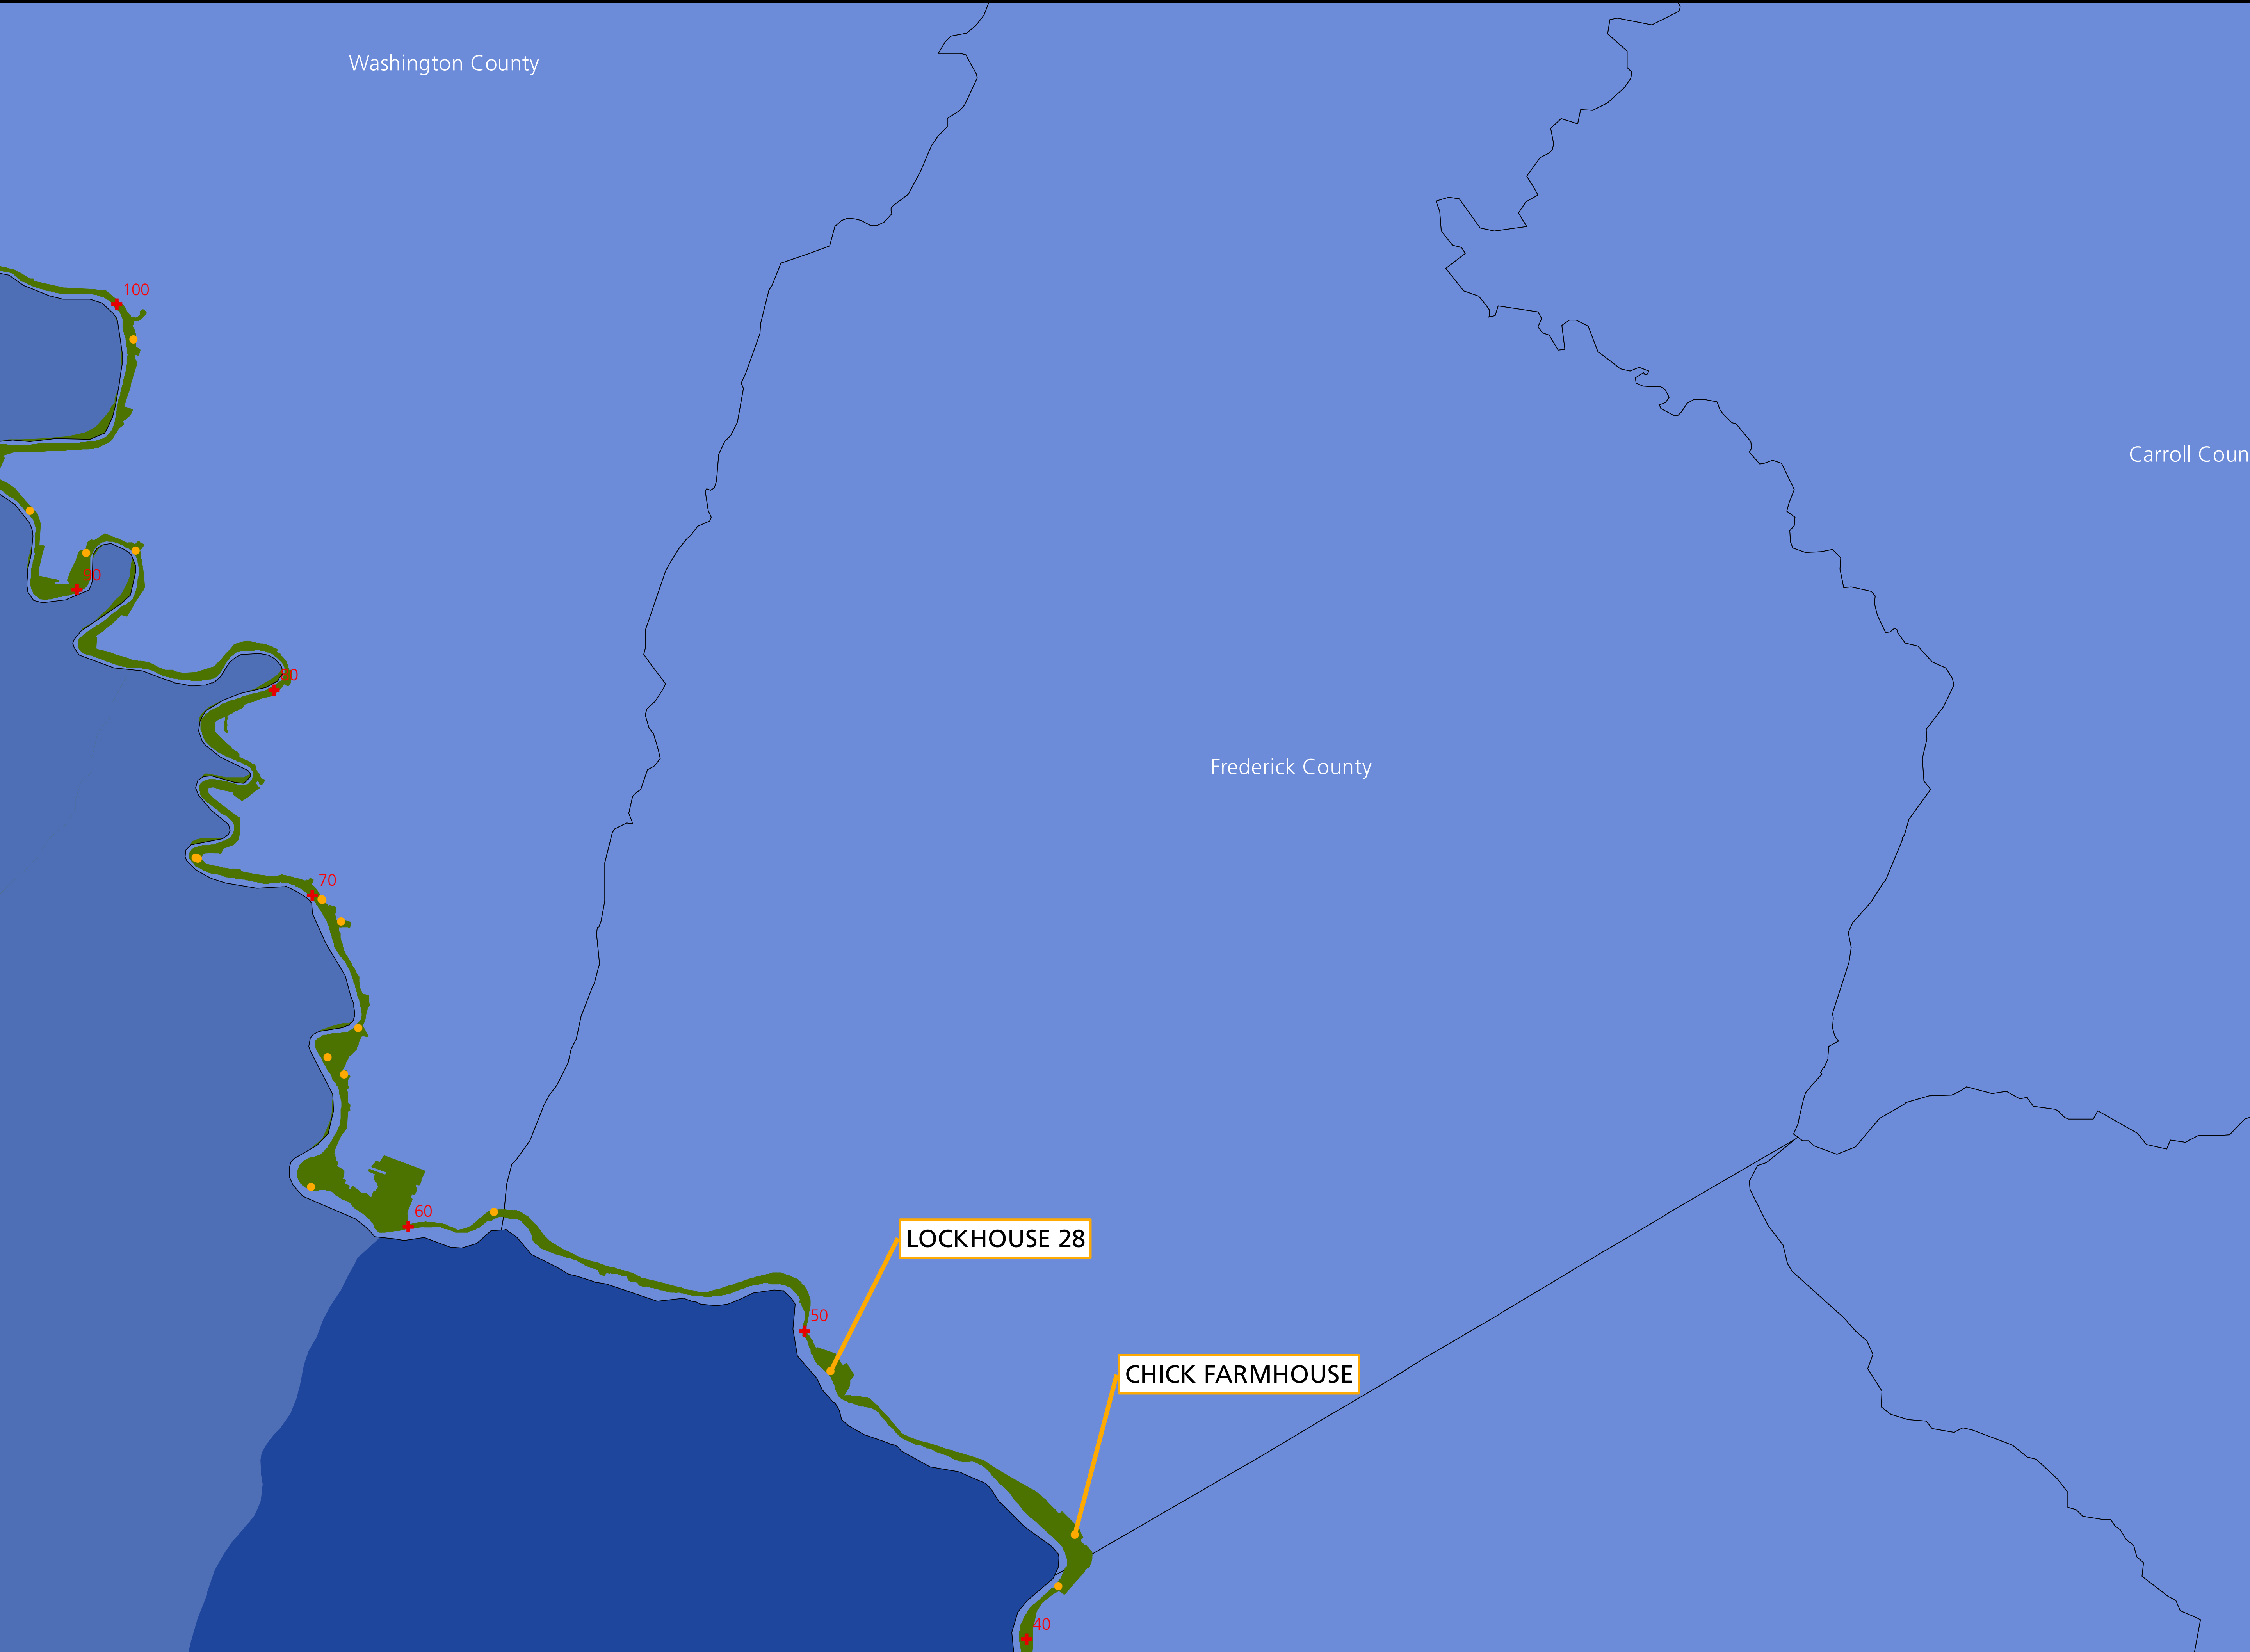 Washington County
100
Carroll Coun
90
80
Frederick County
70
60
LOCKHOUSE 28
50
CHICK FARMHOUSE
40